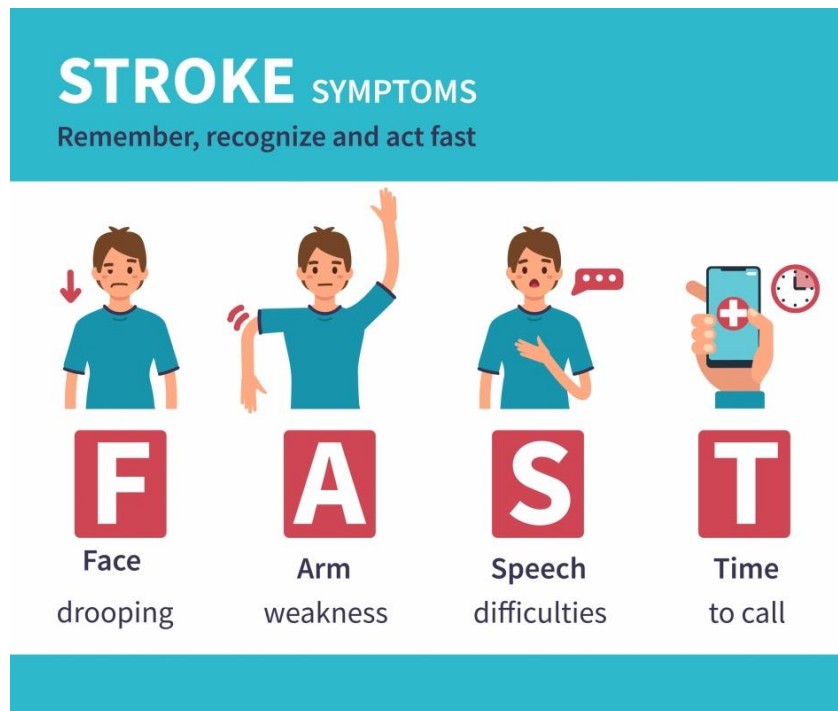 STROKE SYMPTOMS
Remember, recognize and act fast
F A S T
Face Arm Speech Time
drooping weakness difficulties to call